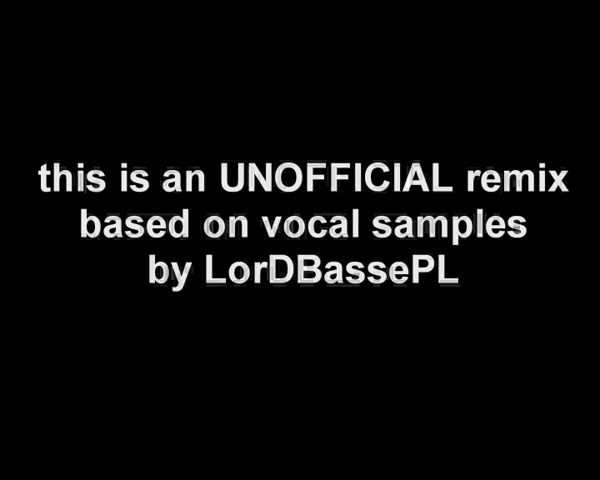 this is an UNOFFICIAL remix
based on vocal samples
by LorDBassePL